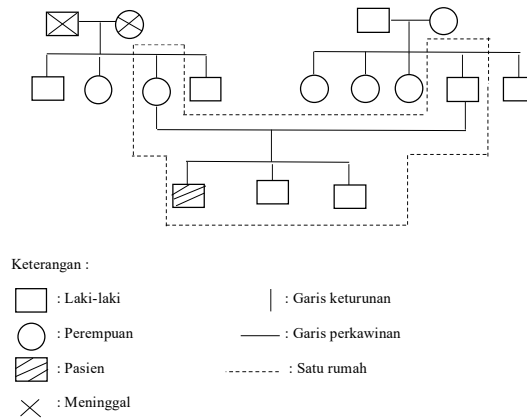 Keterangan :
: Laki-laki
: Garis keturunan
: Perempuan
: Garis perkawinan
: Pasien
: Satu rumah
: Meninggal